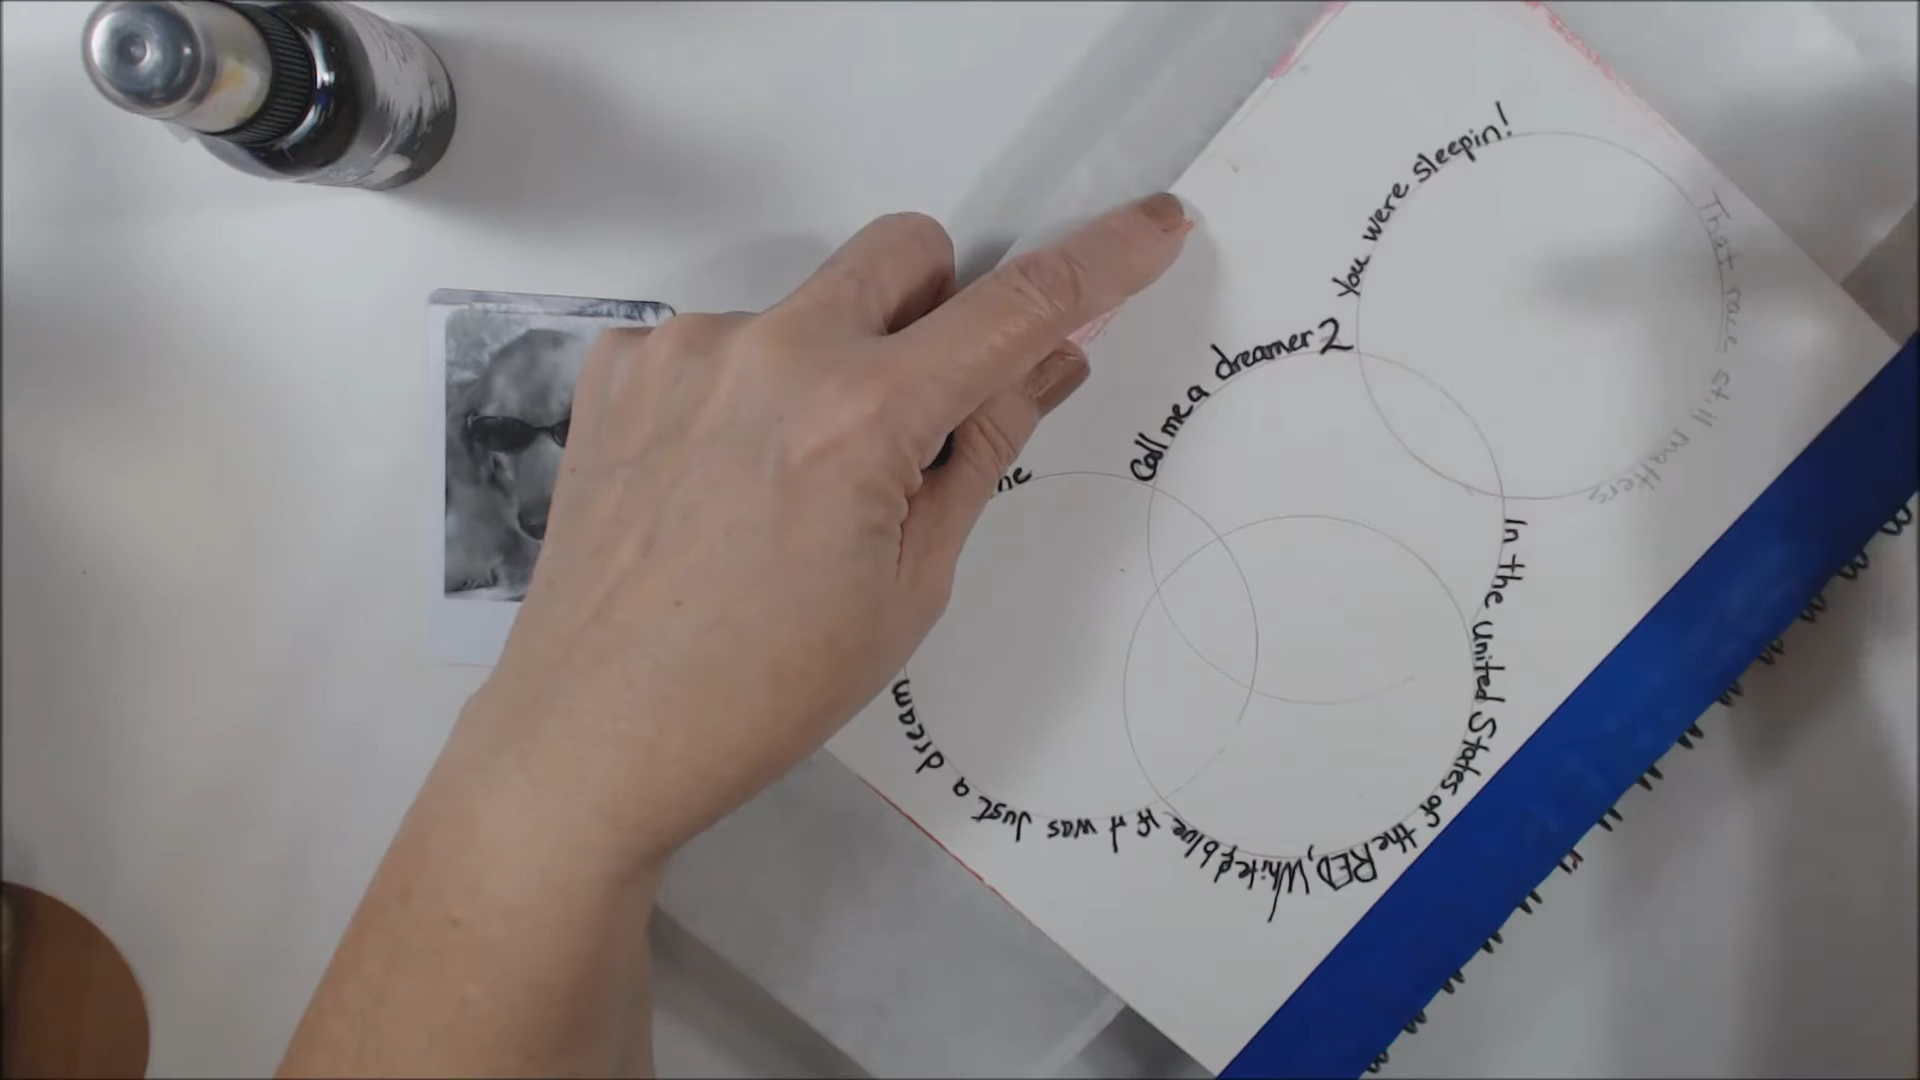 You were sleepin!
That race still matters
Call me a dreamer 2
In the united States of the RED, White & blue
If I was Just a dream